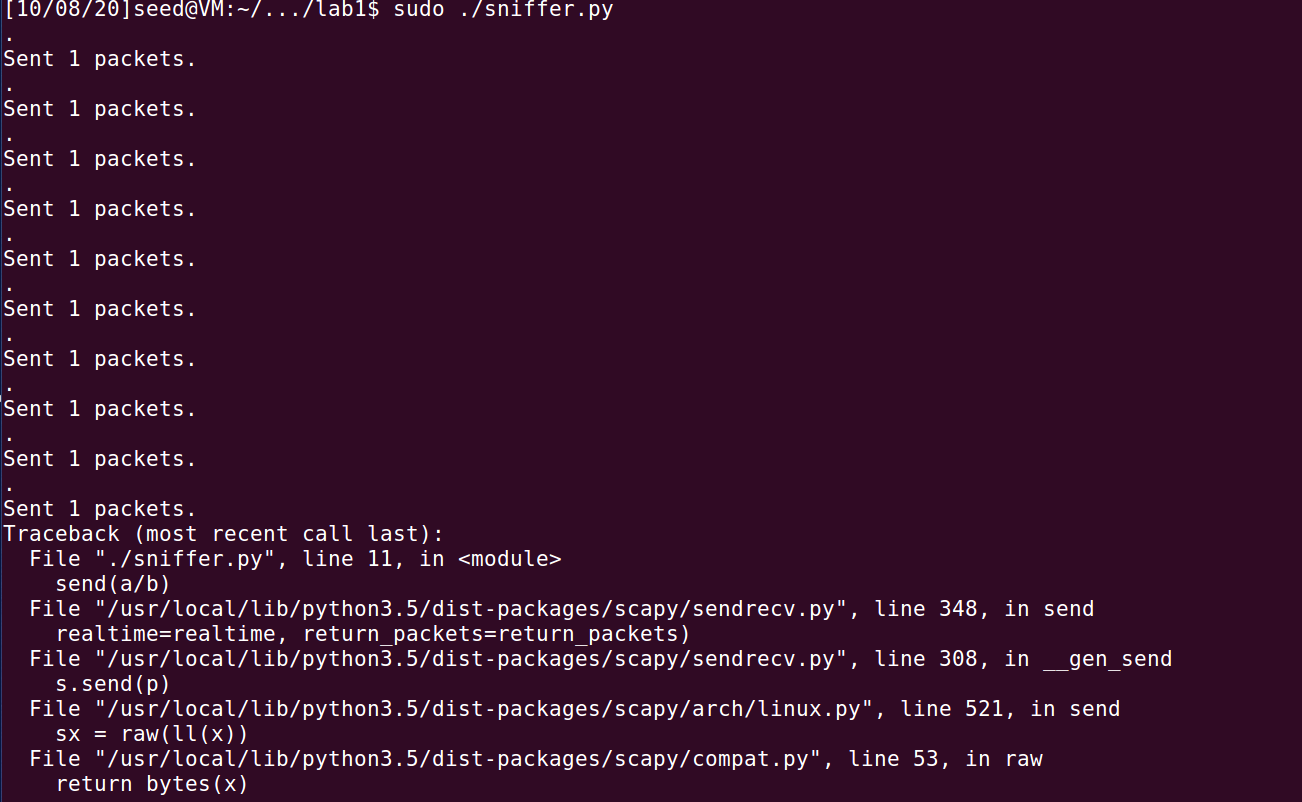 [10/08/20]seed@VM:~/.../lab1$ sudo ./sniffer.py
.
Sent 1 packets.
.
Sent 1 packets.
.
Sent 1 packets.
.
Sent 1 packets.
.
Sent 1 packets.
.
Sent 1 packets.
.
Sent 1 packets.
.
Sent 1 packets.
.
Sent 1 packets.
.
Sent 1 packets.
Traceback (most recent call last):
  File "./sniffer.py", line 11, in <module>
    send(a/b)
  File "/usr/local/lib/python3.5/dist-packages/scapy/sendrecv.py", line 348, in send
    realtime=realtime, return_packets=return_packets)
  File "/usr/local/lib/python3.5/dist-packages/scapy/sendrecv.py", line 308, in __gen_send
    s.send(p)
  File "/usr/local/lib/python3.5/dist-packages/scapy/arch/linux.py", line 521, in send
    sx = raw(ll(x))
  File "/usr/local/lib/python3.5/dist-packages/scapy/compat.py", line 53, in raw
    return bytes(x)